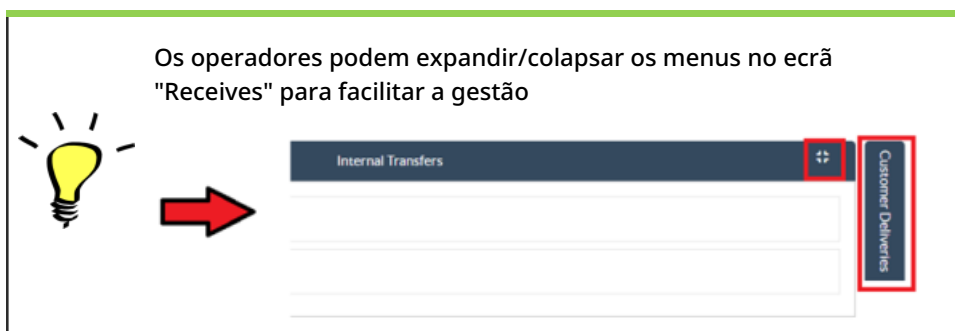 Os operadores podem expandir/colapsar os menus no ecrã
"Receives" para facilitar a gestão
Internal Transfers
Customer Deliveries